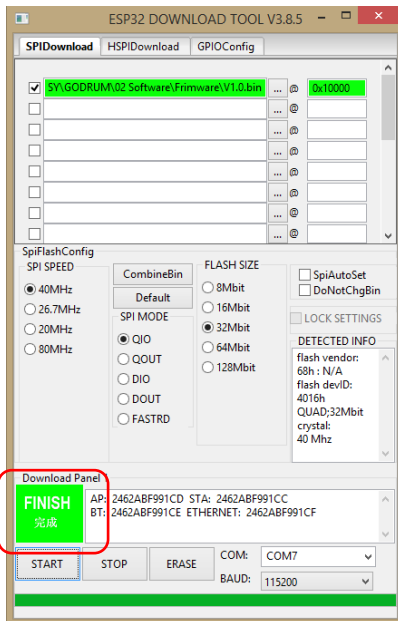 ESP32 DOWNLOAD TOOL V3.8.5
SPIDownload HSPIDownload GPIOConfig
SY\GODRUM\02 Software\Frimware\V1.0.bin ... @ 0x10000
... @
... @
... @
... @
... @
... @
... @
SpiFlashConfig
SPI SPEED
40MHz
26.7MHz
20MHz
80MHz
CombineBin
Default
SPI MODE
QIO
QOUT
DIO
DOUT
FASTRD
FLASH SIZE
8Mbit
16Mbit
32Mbit
64Mbit
128Mbit
SpiAutoSet
DoNotChgBin
LOCK SETTINGS
DETECTED INFO
flash vendor:
68h : N/A
flash devID:
4016h
QUAD;32Mbit
crystal:
40 Mhz
Download Panel
FINISH
完成
AP: 2462ABF991CD STA: 2462ABF991CC
BT: 2462ABF991CE ETHERNET: 2462ABF991CF
START STOP ERASE
COM: COM7
BAUD: 115200